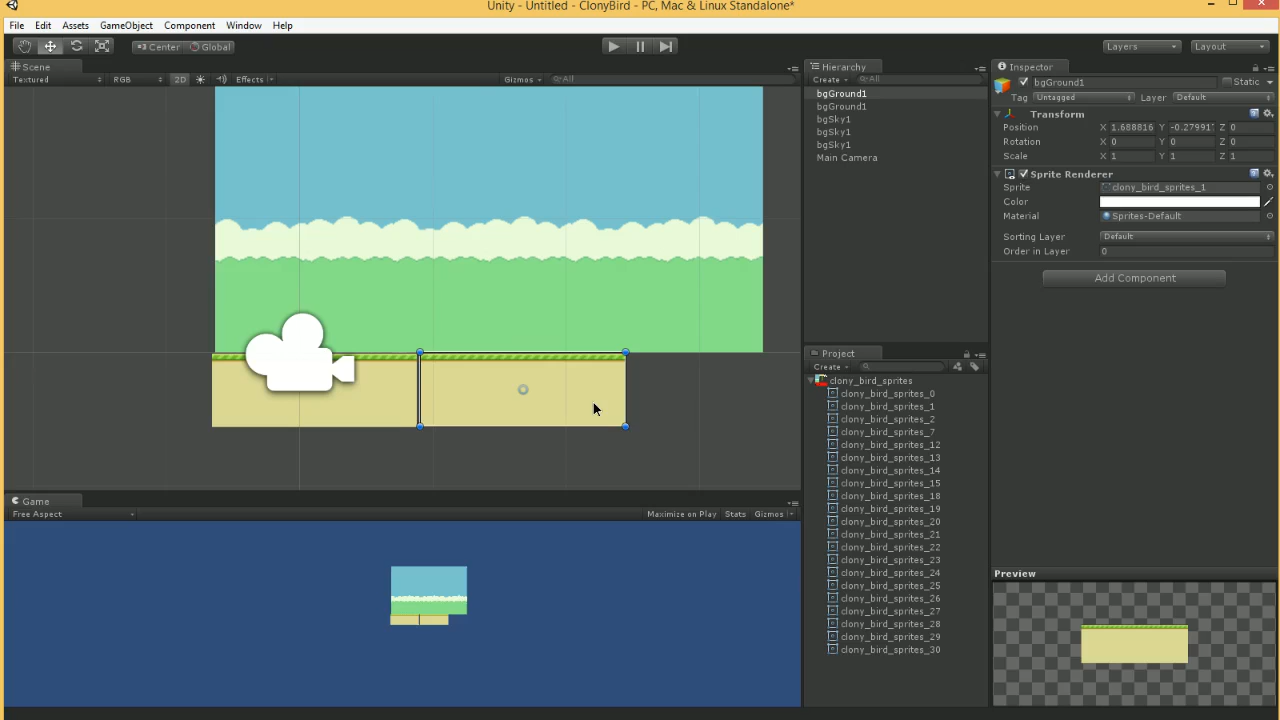 Unity - Untitled - ClonyBird - PC, Mac & Linux Standalone*
File Edit Assets GameObject Component Window Help
Center Global Layers Layout
Scene
Textured RGB 2D Effects Gizmos All
Hierarchy
Create All
bgGround1
bgGround1
bgSky1
bgSky1
bgSky1
Main Camera
Project
Create
clony_bird_sprites
clony_bird_sprites_0
clony_bird_sprites_1
clony_bird_sprites_2
clony_bird_sprites_7
clony_bird_sprites_12
clony_bird_sprites_13
clony_bird_sprites_14
clony_bird_sprites_15
clony_bird_sprites_18
clony_bird_sprites_19
clony_bird_sprites_20
clony_bird_sprites_21
clony_bird_sprites_22
clony_bird_sprites_23
clony_bird_sprites_24
clony_bird_sprites_25
clony_bird_sprites_26
clony_bird_sprites_27
clony_bird_sprites_28
clony_bird_sprites_29
clony_bird_sprites_30
Inspector
bgGround1 Static
Tag Untagged Layer Default
Transform
Position X 1.688816 Y -0.27991 Z 0
Rotation X 0 Y 0 Z 0
Scale X 1 Y 1 Z 1
Sprite Renderer
Sprite clony_bird_sprites_1
Color
Material Sprites-Default
Sorting Layer Default
Order in Layer 0
Add Component
Preview
Game
Free Aspect Maximize on Play Stats Gizmos